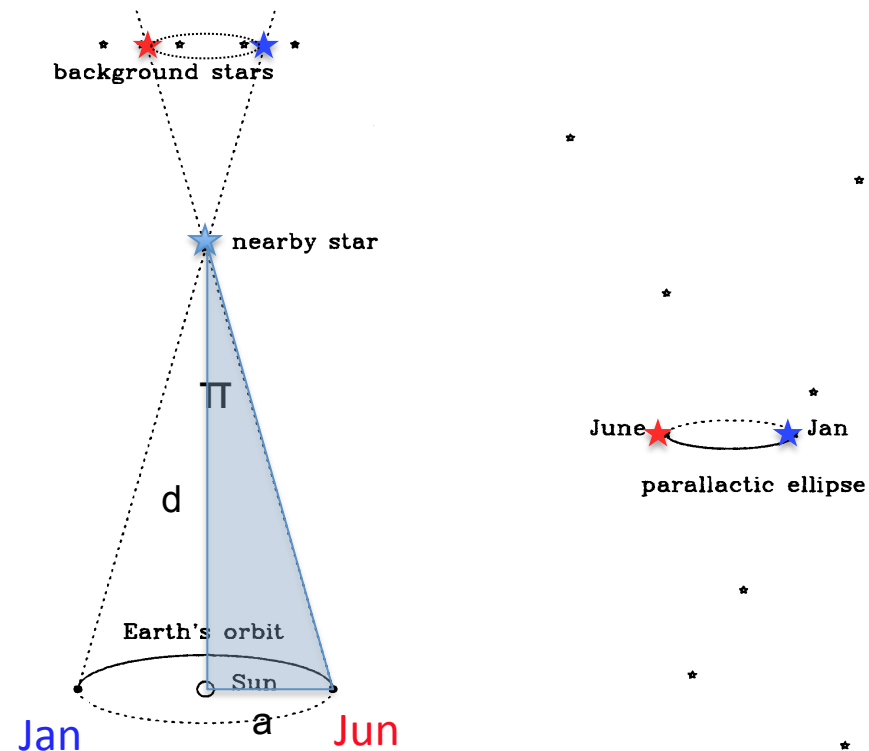 background stars
nearby star
π
d
Earth's orbit
Sun
a
Jan
Jun
June
Jan
parallactic ellipse